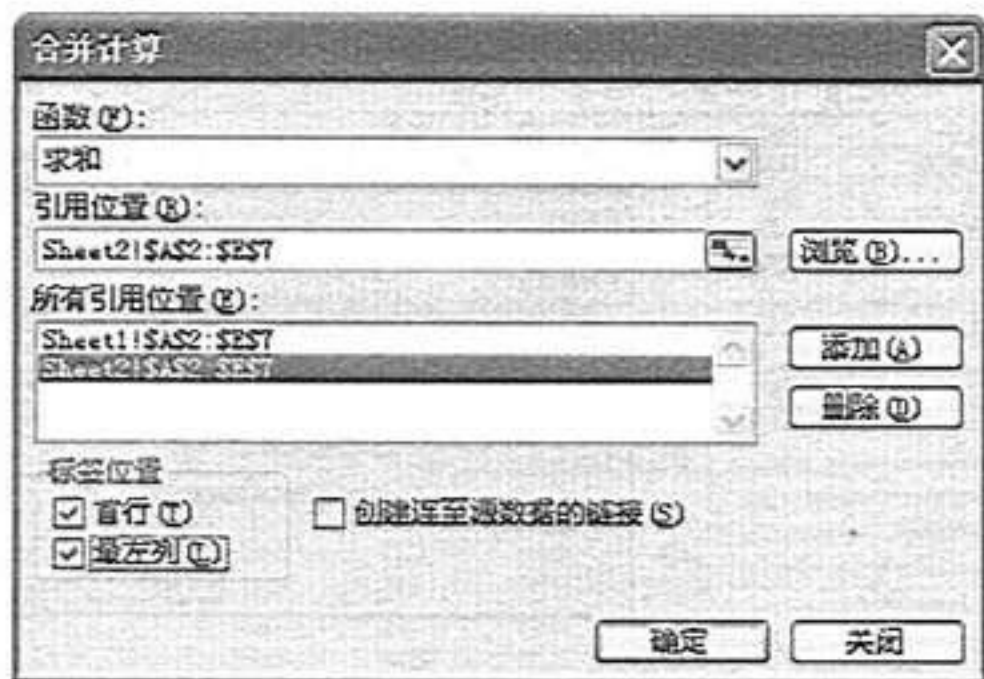 合并计算
函数(F):
求和
引用位置(R):
Sheet2!$A$2:$E$7
浏览(B)...
所有引用位置(E):
Sheet1!$A$2:$E$7
添加(A)
Sheet2!$A$2:$E$7
删除(D)
标签位置
首行(T)
创建连至源数据的链接(S)
最左列(L)
确定
关闭